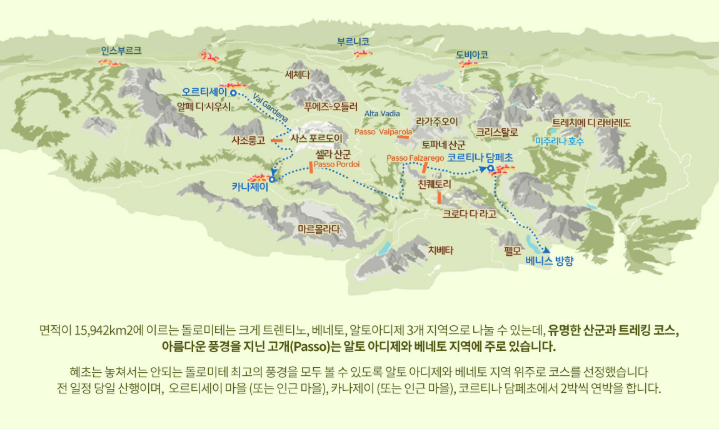 인스부르크
부르니코
도비아코
세체다
오르티세이
알페 디 시우시
Val Gardena
푸에즈-오들러
Alta Vadia
라가주오이
트레치메 디 라바레도
사스 포르도이
Passo Valparola
크리스탈로
사쏘룽고
토파네 산군
미주리나 호수
셀라 산군
Passo Pordoi
Passo Falzarego
코르티나 담페초
카나제이
친퀘토리
크로다 다 라고
마르몰라다
치베타
펠모
베니스 방향
면적이 15,942km2에 이르는 돌로미테는 크게 트렌티노, 베네토, 알토아디제 3개 지역으로 나눌 수 있는데, 유명한 산군과 트레킹 코스,
아름다운 풍경을 지닌 고개(Passo)는 알토 아디제와 베네토 지역에 주로 있습니다.
혜초는 놓쳐서는 안되는 돌로미테 최고의 풍경을 모두 볼 수 있도록 알토 아디제와 베네토 지역 위주로 코스를 선정했습니다
전 일정 당일 산행이며, 오르티세이 마을 (또는 인근 마을), 카나제이 (또는 인근 마을), 코르티나 담페초에서 2박씩 연박을 합니다.